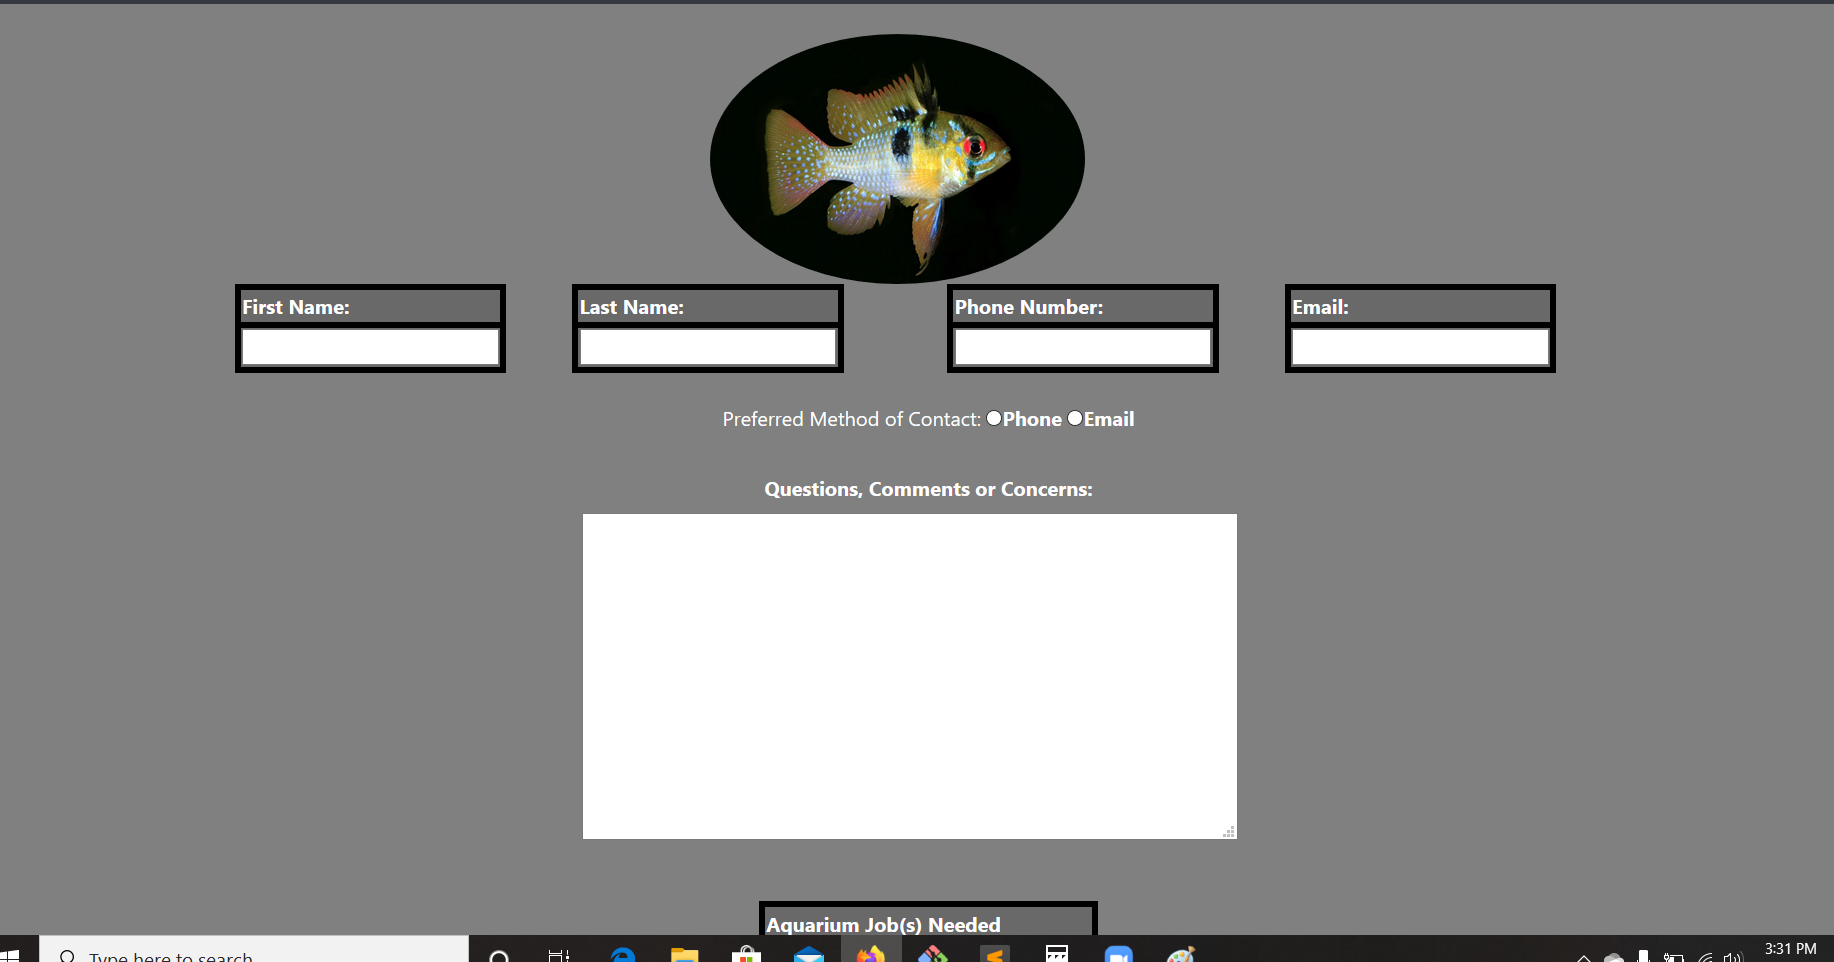 First Name: Last Name: Phone Number: Email:
Preferred Method of Contact: Phone Email
Questions, Comments or Concerns:
Aquarium Job(s) Needed
Type here to search
3:31 PM